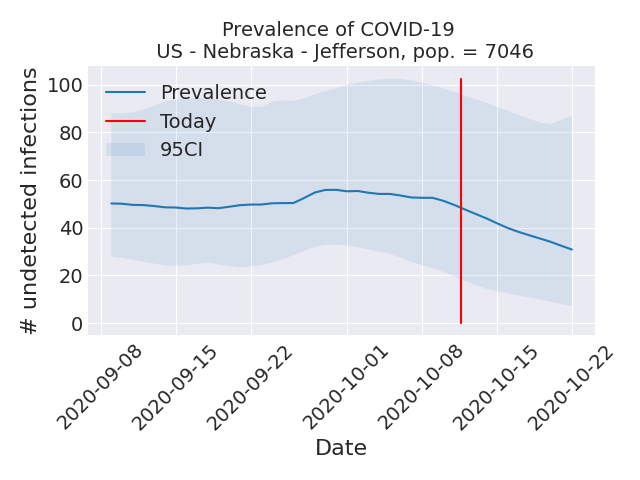 Prevalence of COVID-19
US - Nebraska - Jefferson, pop. = 7046
# undetected infections
100
80
60
40
20
0
Prevalence
Today
95CI
2020-09-08
2020-09-15
2020-09-22
2020-10-01
2020-10-08
2020-10-15
2020-10-22
Date